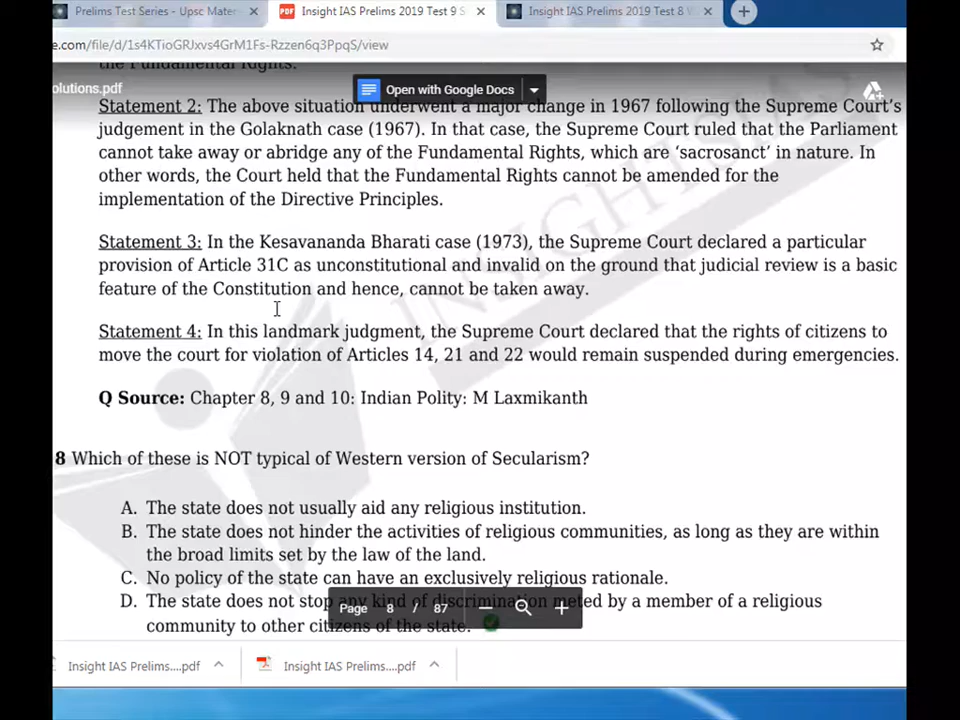 Prelims Test Series - Upsc Mater
PDF Insight IAS Prelims 2019 Test 9 S
Insight IAS Prelims 2019 Test 8 V
e.com/file/d/1s4KTioGRJxvs4GrM1Fs-Rzzen6q3PpqS/view
the Fundamental Rights.
olutions.pdf
Open with Google Docs
Statement 2: The above situation underwent a major change in 1967 following the Supreme Court's
judgement in the Golaknath case (1967). In that case, the Supreme Court ruled that the Parliament
cannot take away or abridge any of the Fundamental Rights, which are ‘sacrosanct’ in nature. In
other words, the Court held that the Fundamental Rights cannot be amended for the
implementation of the Directive Principles.
Statement 3: In the Kesavananda Bharati case (1973), the Supreme Court declared a particular
provision of Article 31C as unconstitutional and invalid on the ground that judicial review is a basic
feature of the Constitution and hence, cannot be taken away.
Statement 4: In this landmark judgment, the Supreme Court declared that the rights of citizens to
move the court for violation of Articles 14, 21 and 22 would remain suspended during emergencies.
Q Source: Chapter 8, 9 and 10: Indian Polity: M Laxmikanth
8 Which of these is NOT typical of Western version of Secularism?
A. The state does not usually aid any religious institution.
B. The state does not hinder the activities of religious communities, as long as they are within
the broad limits set by the law of the land.
C. No policy of the state can have an exclusively religious rationale.
D. The state does not stop any kind of discrimination meted by a member of a religious
community to other citizens of the state.
Page 8 / 87
Insight IAS Prelims....pdf
Insight IAS Prelims....pdf